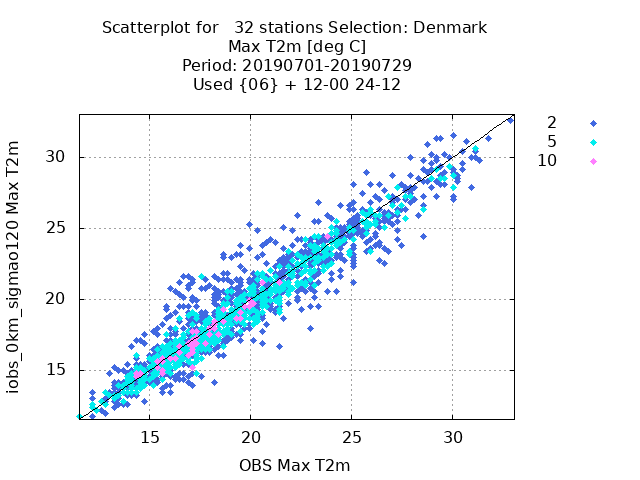 Scatterplot for   32 stations Selection: Denmark
Max T2m [deg C]
Period: 20190701-20190729
Used {06} + 12-00 24-12
2
5
10
iobs_0km_sigmao120 Max T2m
30
25
20
15
15 20 25 30
OBS Max T2m